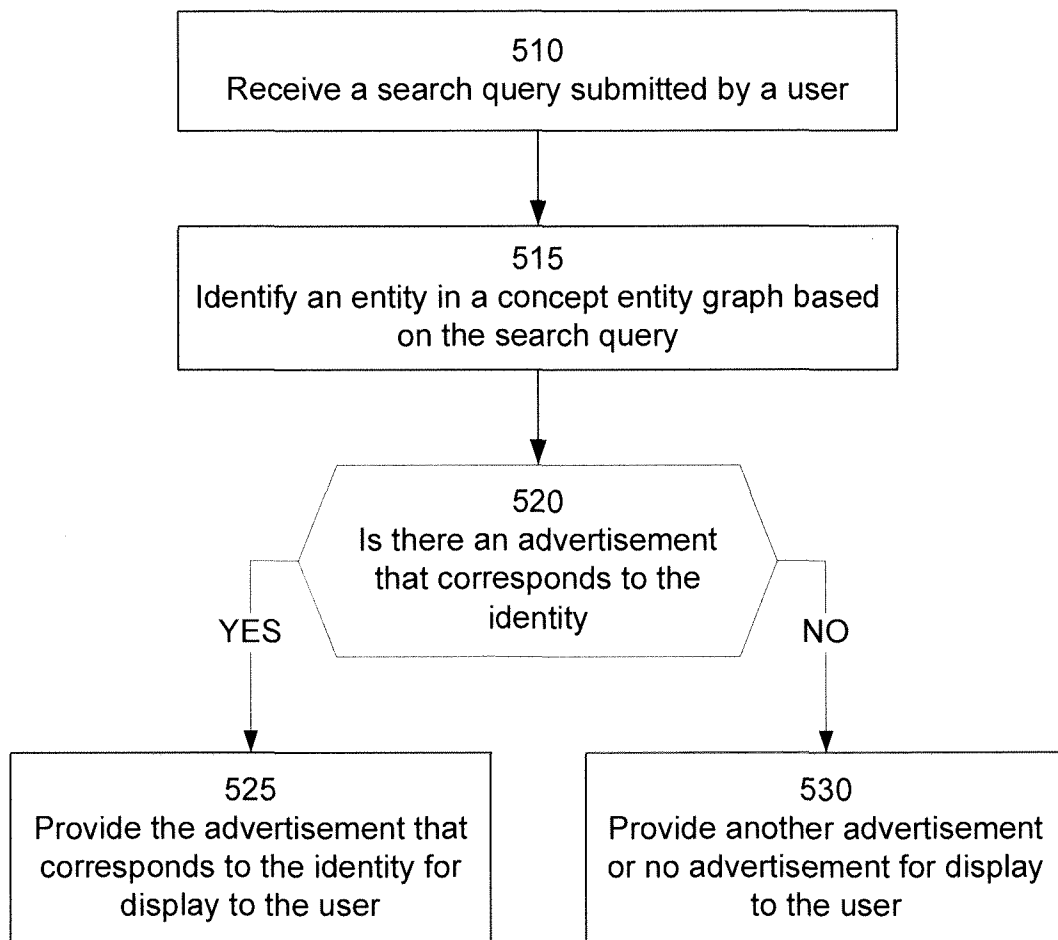 510
Receive a search query submitted by a user
515
Identify an entity in a concept entity graph based
on the search query
520
Is there an advertisement
that corresponds to the
identity
YES
NO
525
Provide the advertisement that
corresponds to the identity for
display to the user
530
Provide another advertisement
or no advertisement for display
to the user